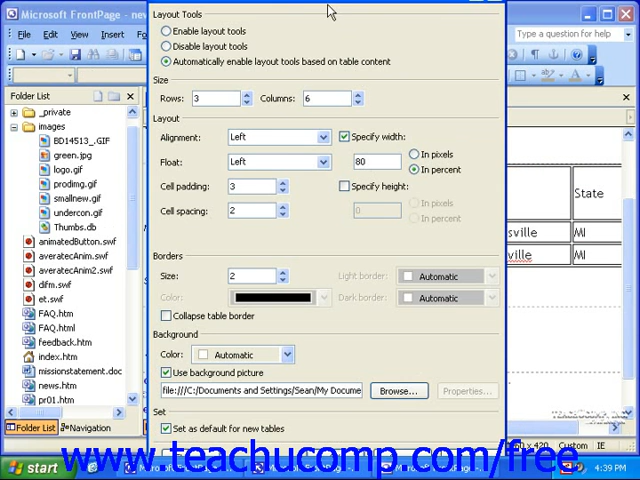 Microsoft FrontPage
File Edit View Insert
Type a question for help
Folder List
_private
images
BD14513_.GIF
green.jpg
logo.gif
prodimg.gif
smallnew.gif
undercon.gif
Thumbs.db
animatedButton.swf
averatecAnim.swf
averatecAnim2.swf
difm.swf
et.swf
FAQ.htm
FAQ.html
feedback.htm
index.htm
missionstatement.doc
news.htm
pr01.htm
Folder List Navigation
Layout Tools
Enable layout tools
Disable layout tools
Automatically enable layout tools based on table content
Size
Rows: 3 Columns: 6
Layout
Alignment: Left Specify width:
Float: Left 80 In pixels
In percent
Cell padding: 3 Specify height:
Cell spacing: 2 0 In pixels
In percent
Borders
Size: 2 Light border: Automatic
Color: Dark border: Automatic
Collapse table border
Background
Color: Automatic
Use background picture
file:///C:/Documents and Settings/Sean/My Docume Browse... Properties...
Set
Set as default for new tables
State
sville MI
sville MI
Custom IE
start
4:39 PM
www.teachucomp.com/free